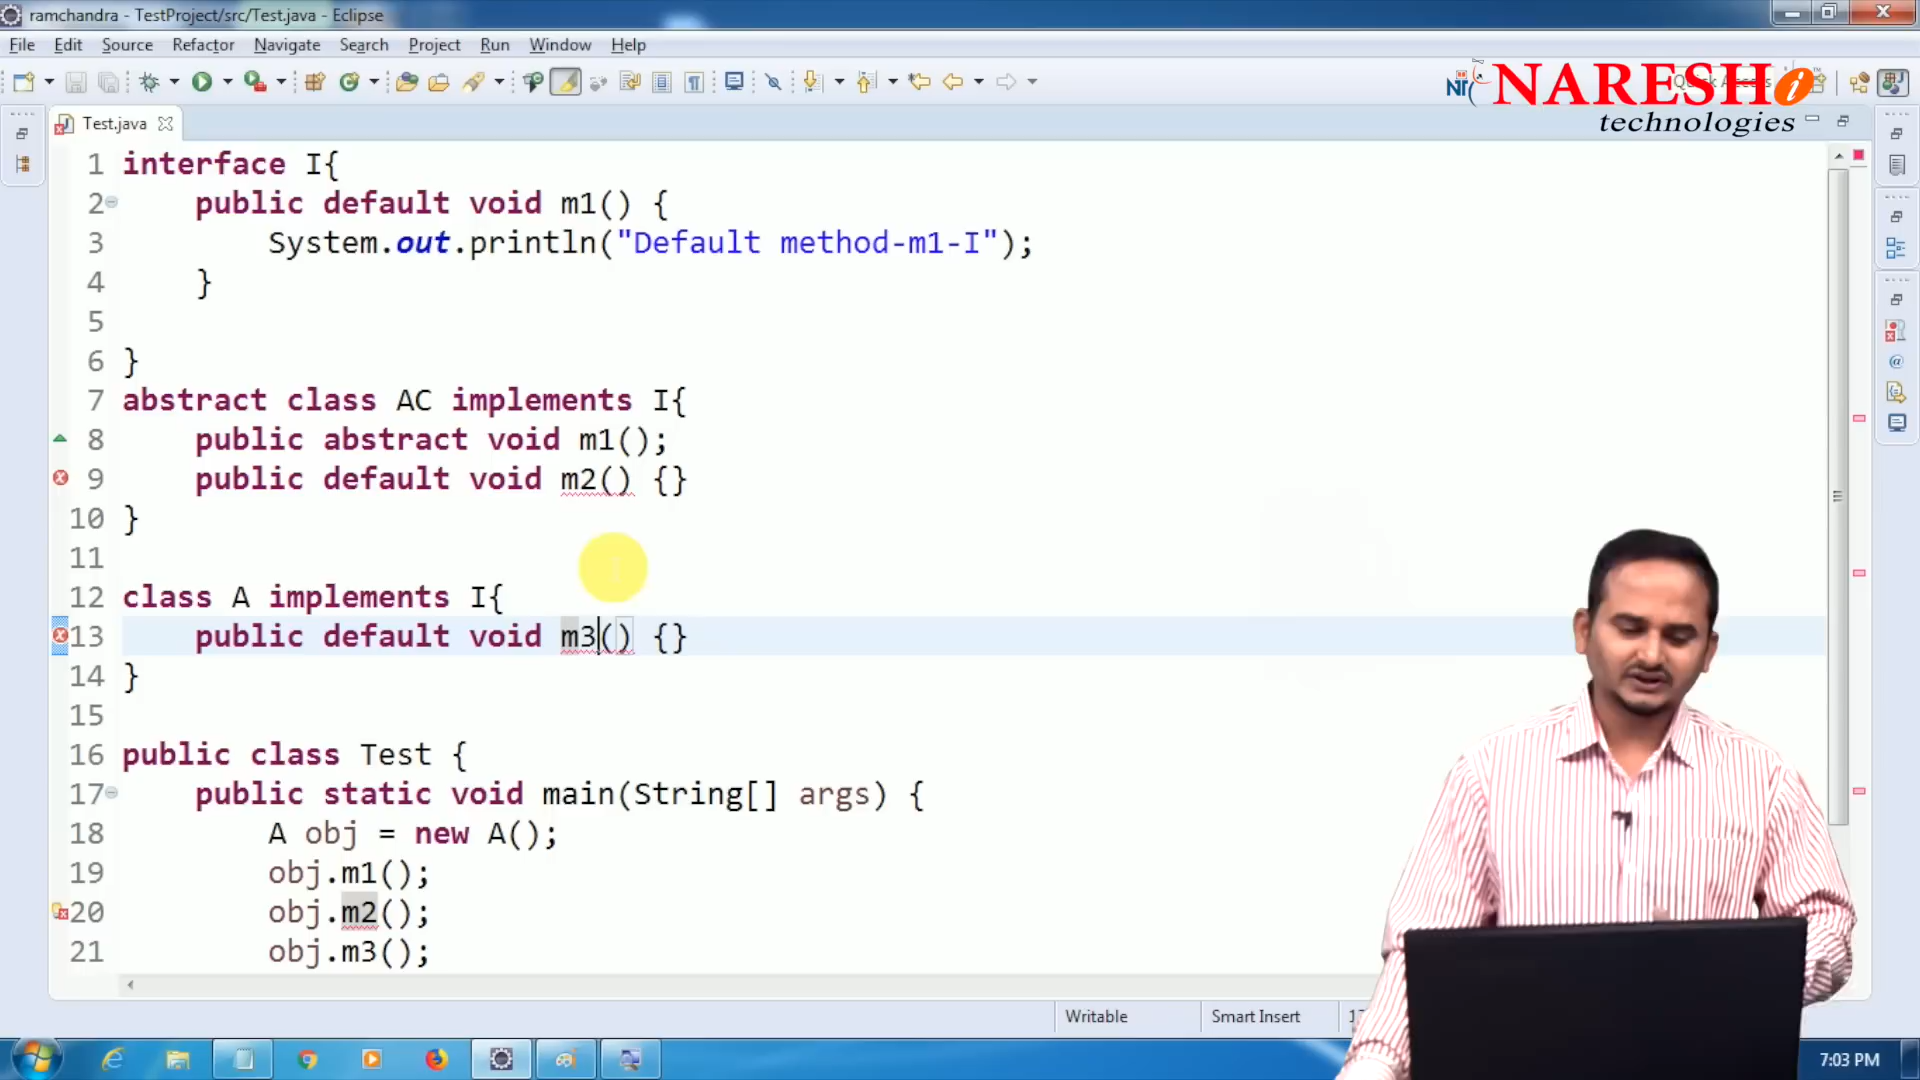 ramchandra - TestProject/src/Test.java - Eclipse
File Edit Source Refactor Navigate Search Project Run Window Help
NARESH i
technologies
Test.java
1 interface I{
2 public default void m1() {
3 System.out.println("Default method-m1-I");
4 }
5
6 }
7 abstract class AC implements I{
8 public abstract void m1();
9 public default void m2() {}
10 }
11
12 class A implements I{
13 public default void m3() {}
14 }
15
16 public class Test {
17 public static void main(String[] args) {
18 A obj = new A();
19 obj.m1();
20 obj.m2();
21 obj.m3();
Writable Smart Insert
7:03 PM